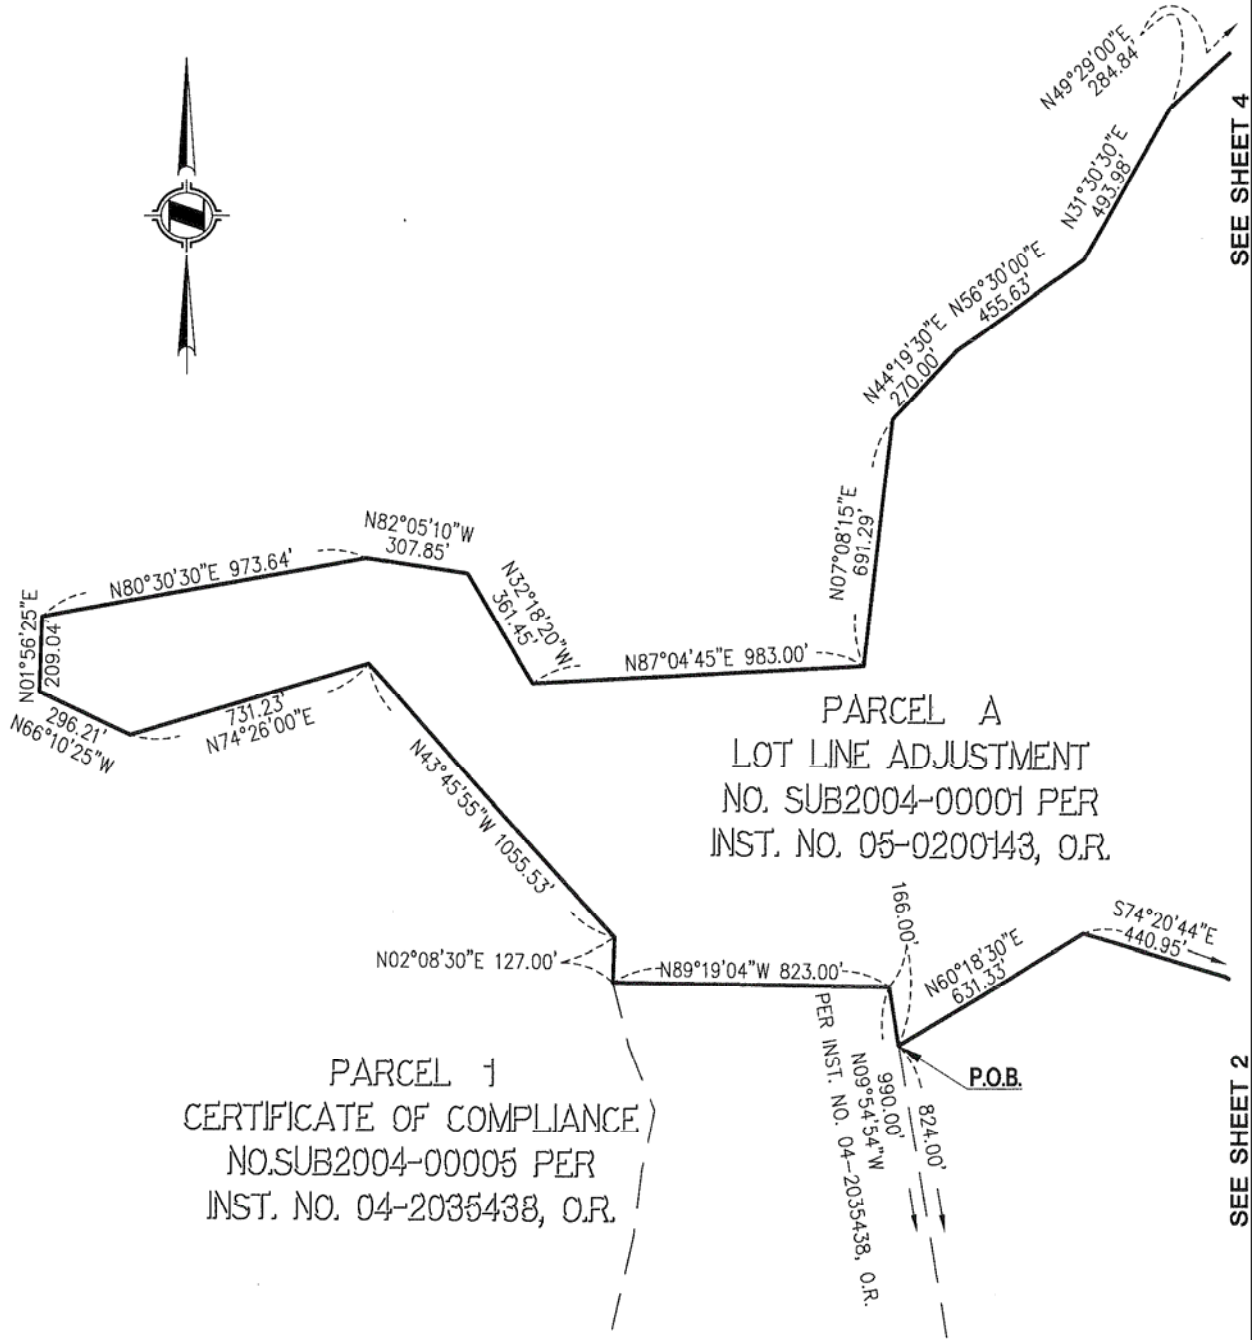 N49°29'00"E
284.84'
SEE SHEET 4
N31°30'30"E
493.98'
N56°30'00"E
455.63'
N44°19'30"E
270.00'
N07°08'15"E
691.29'
N82°05'10"W
307.85'
N80°30'30"E 973.64'
N32°18'20"W
361.45'
N01°56'25"E
209.04'
N87°04'45"E 983.00'
296.21'
N66°10'25"W
731.23'
N74°26'00"E
PARCEL A
LOT LINE ADJUSTMENT
NO. SUB2004-00001 PER
INST. NO. 05-0200143, O.R.
N43°45'55"W 1055.53'
166.00'
S74°20'44"E
440.95'
N60°18'30"E
631.33'
N02°08'30"E 127.00'
N89°19'04"W 823.00'
P.O.B.
824.00'
990.00'
N09°54'54"W
PER INST. NO. 04-2035438, O.R.
PARCEL 1
CERTIFICATE OF COMPLIANCE
NO.SUB2004-00005 PER
INST. NO. 04-2035438, O.R.
SEE SHEET 2